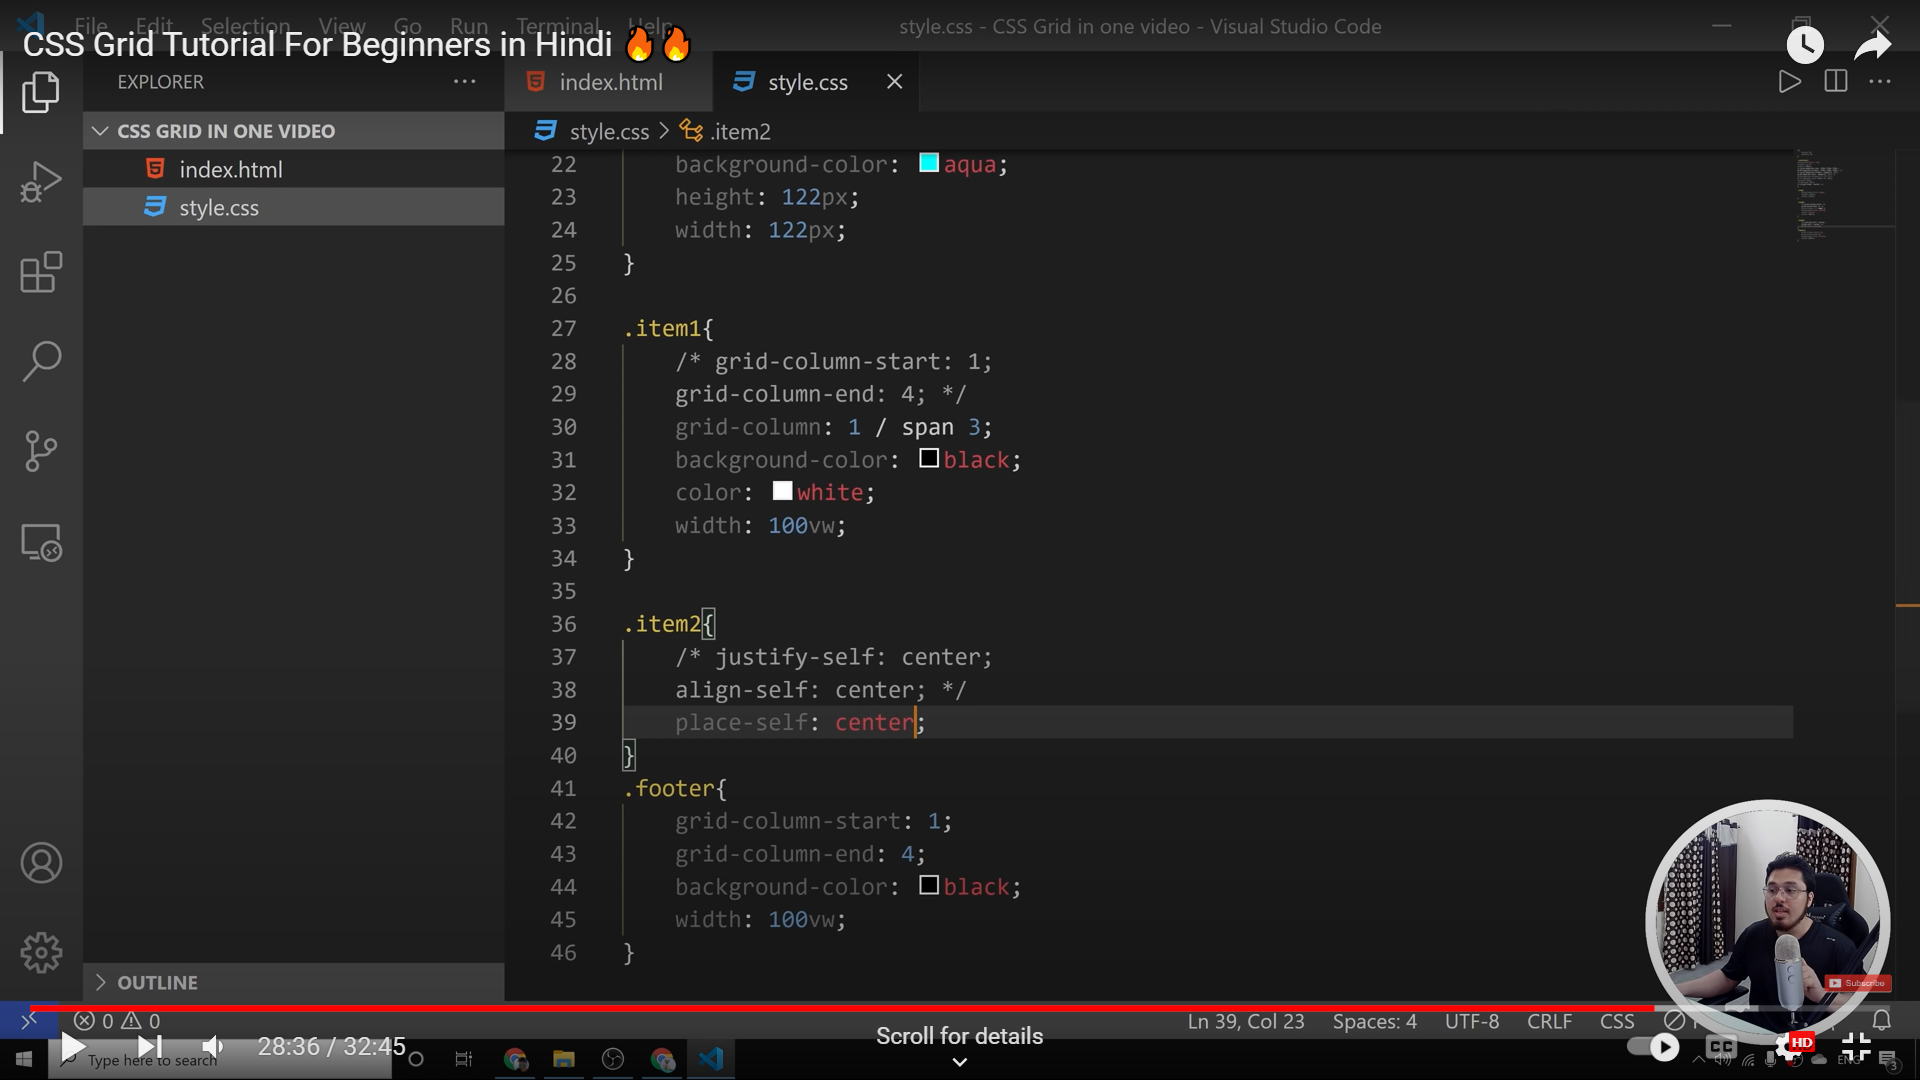 File Edit Selection View Go Run Terminal Help
style.css - CSS Grid in one video - Visual Studio Code
CSS Grid Tutorial For Beginners in Hindi 🔥🔥
EXPLORER
index.html
style.css
CSS GRID IN ONE VIDEO
index.html
style.css
style.css > .item2
22 background-color: aqua;
23 height: 122px;
24 width: 122px;
25 }
26
27 .item1{
28 /* grid-column-start: 1;
29 grid-column-end: 4; */
30 grid-column: 1 / span 3;
31 background-color: black;
32 color: white;
33 width: 100vw;
34 }
35
36 .item2{
37 /* justify-self: center;
38 align-self: center; */
39 place-self: center;
40 }
41 .footer{
42 grid-column-start: 1;
43 grid-column-end: 4;
44 background-color: black;
45 width: 100vw;
46 }
OUTLINE
Subscribe
0 0
Ln 39, Col 23 Spaces: 4 UTF-8 CRLF CSS
28:36 / 32:45
Scroll for details
CC
HD
Type here to search
ENG
3